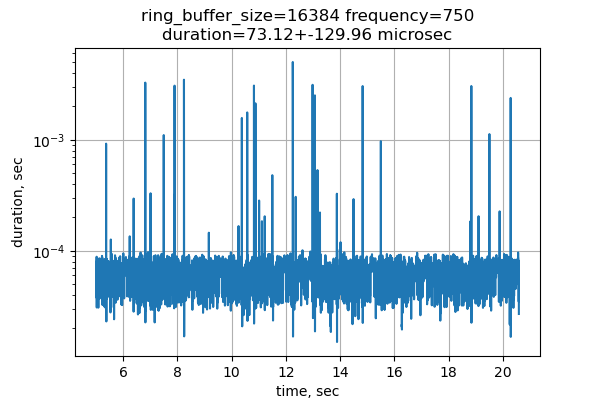 ring_buffer_size=16384 frequency=750
duration=73.12+-129.96 microsec
duration, sec
10⁻³
10⁻⁴
6 8 10 12 14 16 18 20
time, sec